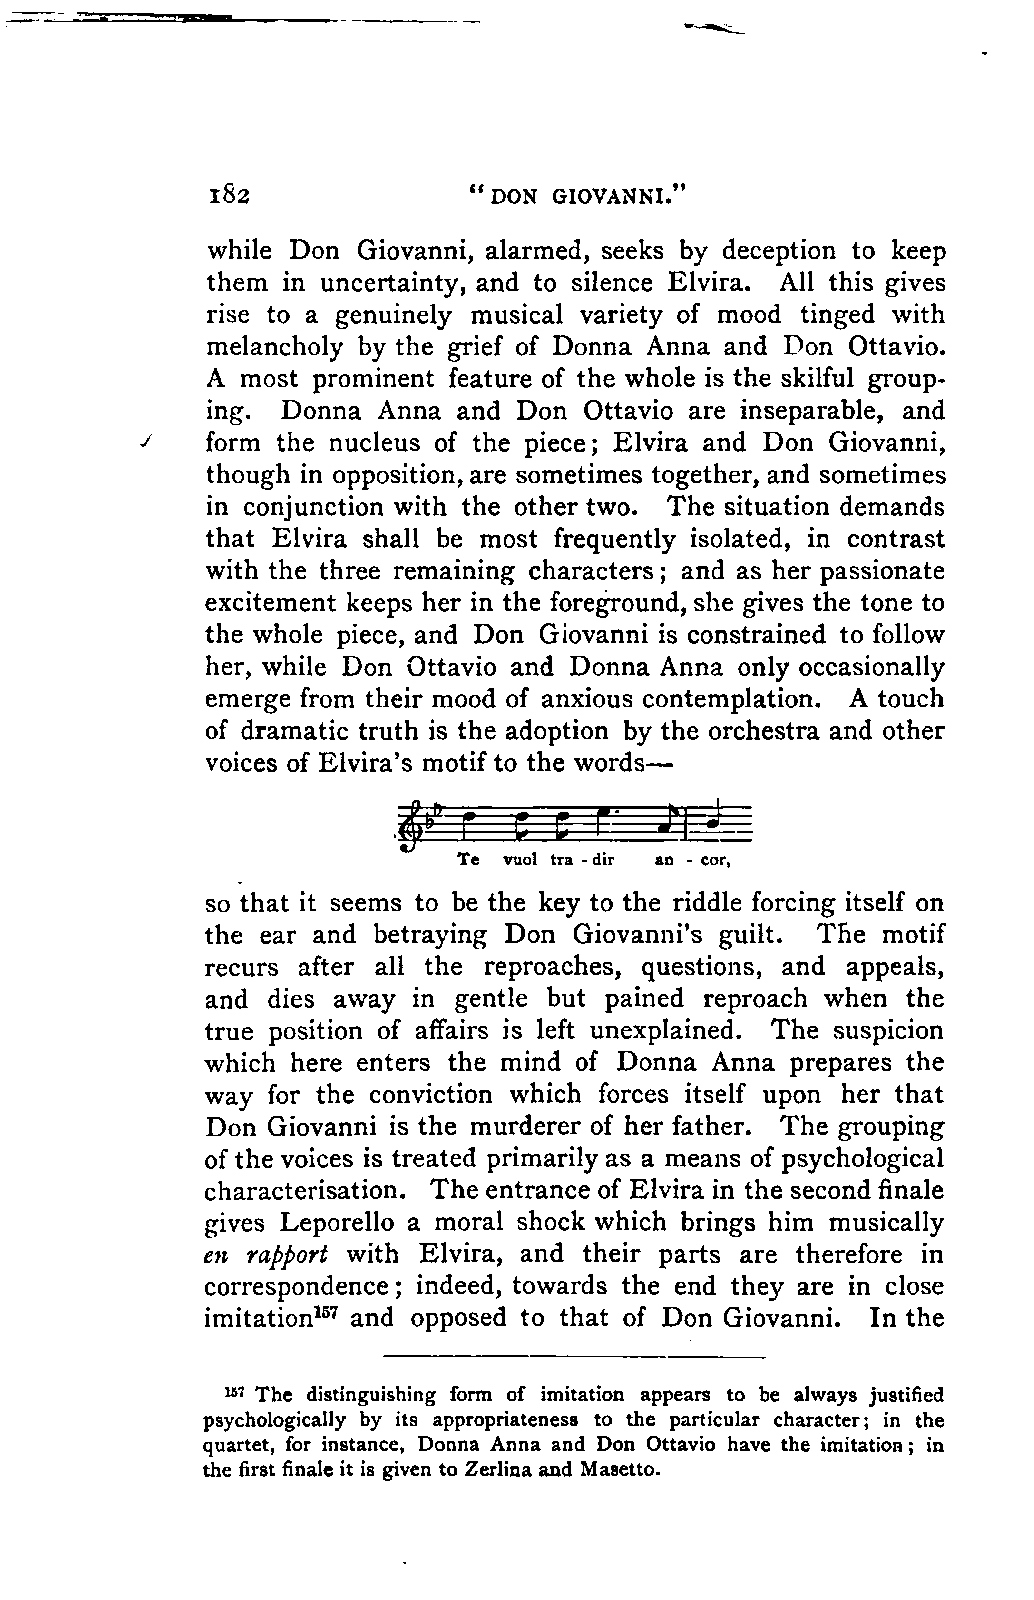 182 "DON GIOVANNI."
while Don Giovanni, alarmed, seeks by deception to keep
them in uncertainty, and to silence Elvira. All this gives
rise to a genuinely musical variety of mood tinged with
melancholy by the grief of Donna Anna and Don Ottavio.
A most prominent feature of the whole is the skilful group-
ing. Donna Anna and Don Ottavio are inseparable, and
form the nucleus of the piece; Elvira and Don Giovanni,
though in opposition, are sometimes together, and sometimes
in conjunction with the other two. The situation demands
that Elvira shall be most frequently isolated, in contrast
with the three remaining characters; and as her passionate
excitement keeps her in the foreground, she gives the tone to
the whole piece, and Don Giovanni is constrained to follow
her, while Don Ottavio and Donna Anna only occasionally
emerge from their mood of anxious contemplation. A touch
of dramatic truth is the adoption by the orchestra and other
voices of Elvira's motif to the words—
Te vuol tra - dir an - cor,
so that it seems to be the key to the riddle forcing itself on
the ear and betraying Don Giovanni's guilt. The motif
recurs after all the reproaches, questions, and appeals,
and dies away in gentle but pained reproach when the
true position of affairs is left unexplained. The suspicion
which here enters the mind of Donna Anna prepares the
way for the conviction which forces itself upon her that
Don Giovanni is the murderer of her father. The grouping
of the voices is treated primarily as a means of psychological
characterisation. The entrance of Elvira in the second finale
gives Leporello a moral shock which brings him musically
en rapport with Elvira, and their parts are therefore in
correspondence; indeed, towards the end they are in close
imitation¹⁵⁷ and opposed to that of Don Giovanni. In the
¹⁵⁷ The distinguishing form of imitation appears to be always justified
psychologically by its appropriateness to the particular character; in the
quartet, for instance, Donna Anna and Don Ottavio have the imitation; in
the first finale it is given to Zerlina and Masetto.